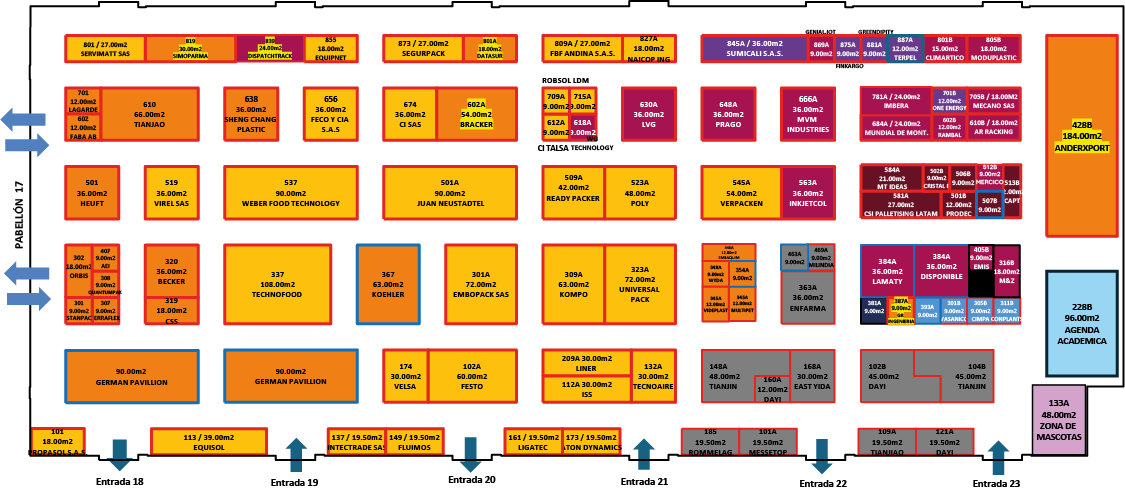 801 / 27.00m2
SERVIMATT SAS
819
30.00m2
SIMOPARMA
839
24.00m2
DISPATCHTRACK
855
18.00m2
EQUIPNET
873 / 27.00m2
SEGURPACK
801A
18.00m2
DATASUR
809A / 27.00m2
FBF ANDINA S.A.S.
827A
18.00m2
NAICOP ING
845A / 36.00m2
SUMICALI S.A.S.
GENIALJOT
869A
9.00m2
875A
9.00m2
FINKARGO
GREENDIPITY
881A
9.00m2
887A
12.00m2
TERPEL
801B
15.00m2
CLIMARTICO
805B
18.00m2
MODUPLASTIC
701
12.00m2
LAGARDE
602
12.00m2
FABA AB
610
66.00m2
TIANJAO
638
36.00m2
SHENG CHANG
PLASTIC
656
36.00m2
FECO Y CIA
S.A.S
674
36.00m2
CI SAS
602A
54.00m2
BRACKER
ROBSOL LDM
709A
9.00m2
715A
9.00m2
612A
9.00m2
618A
9.00m2
CI TALSA
TECHNOLOGY
630A
36.00m2
LVG
648A
36.00m2
PRAGO
666A
36.00m2
MVM
INDUSTRIES
781A / 24.00m2
IMBERA
701B
12.00m2
ONE ENERGY
705B / 18.00M2
MECANO SAS
684A / 24.00m2
MUNDIAL DE MONT.
602B
12.00m2
RAMBAL
610B / 18.00m2
AR RACKING
428B
184.00m2
ANDERXPORT
PABELLÓN 17
501
36.00m2
HEUFT
519
36.00m2
VIREL SAS
537
90.00m2
WEBER FOOD TECHNOLOGY
501A
90.00m2
JUAN NEUSTADTEL
509A
42.00m2
READY PACKER
523A
48.00m2
POLY
545A
54.00m2
VERPACKEN
563A
36.00m2
INKJETCOL
584A
21.00m2
MT IDEAS
502B
9.00m2
CRISTAL
506B
9.00m2
512B
9.00m2
MERCICO
513B
CAPT
581A
27.00m2
CSI PALLETISING LATAM
501B
12.00m2
PRODEC
507B
9.00m2
302
18.00m2
ORBIS
407
9.00m2
AEI
308
9.00m2
QUANTUMPAK
301
9.00m2
STANPAC
307
9.00m2
ERRAFLEX
320
36.00m2
BECKER
319
18.00m2
CSS
337
108.00m2
TECHNOFOOD
367
63.00m2
KOEHLER
301A
72.00m2
EMBOPACK SAS
309A
63.00m2
KOMPO
323A
72.00m2
UNIVERSAL
PACK
12.00m2
9.00m2
354A
9.00m2
345A
12.00m2
VIDEPLAST
12.00m2
MULTIPET
463A
9.00m2
469A
9.00m2
MILINDIA
363A
36.00m2
ENFARMA
384A
36.00m2
LAMATY
384A
36.00m2
DISPONIBLE
405B
9.00m2
EMIS
316B
18.00m2
M&Z
381A
9.00m2
387A
9.00m2
GR
INGENIERIA
393A
9.00m2
301B
9.00m2
VASANIC
305B
9.00m2
CIMPA
311B
9.00m2
CONPLANTS
228B
96.00m2
AGENDA
ACADEMICA
90.00m2
GERMAN PAVILLION
90.00m2
GERMAN PAVILLION
174
30.00m2
VELSA
102A
60.00m2
FESTO
209A 30.00m2
LINER
112A 30.00m2
ISS
132A
30.00m2
TECNOAIRE
148A
48.00m2
TIANJIN
160A
12.00m2
DAYI
168A
30.00m2
EAST YIDA
102B
45.00m2
DAYI
104B
45.00m2
TIANJIN
133A
48.00m2
ZONA DE
MASCOTAS
101
18.00m2
PROPASOL S.A.S
113 / 39.00m2
EQUISOL
137 / 19.50m2
INTECTRADE SAS
149 / 19.50m2
FLUIMOS
161 / 19.50m2
LIGATEC
173 / 19.50m2
ATON DYNAMICS
185
19.50m2
ROMMELAG
101A
19.50m2
MESSETOP
109A
19.50m2
TIANJIAO
121A
19.50m2
DAYI
Entrada 18
Entrada 19
Entrada 20
Entrada 21
Entrada 22
Entrada 23